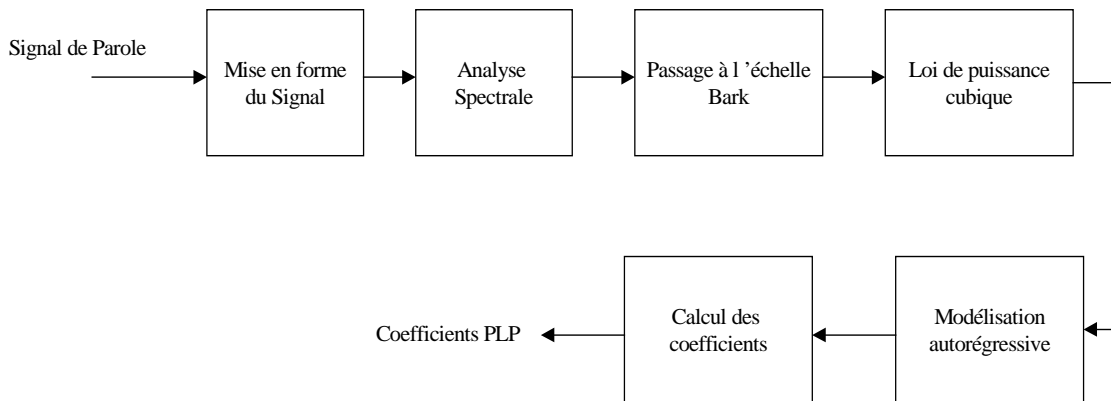 Signal de Parole
Mise en forme
du Signal
Analyse
Spectrale
Passage à l ’échelle
Bark
Loi de puissance
cubique
Coefficients PLP
Calcul des
coefficients
Modélisation
autorégressive